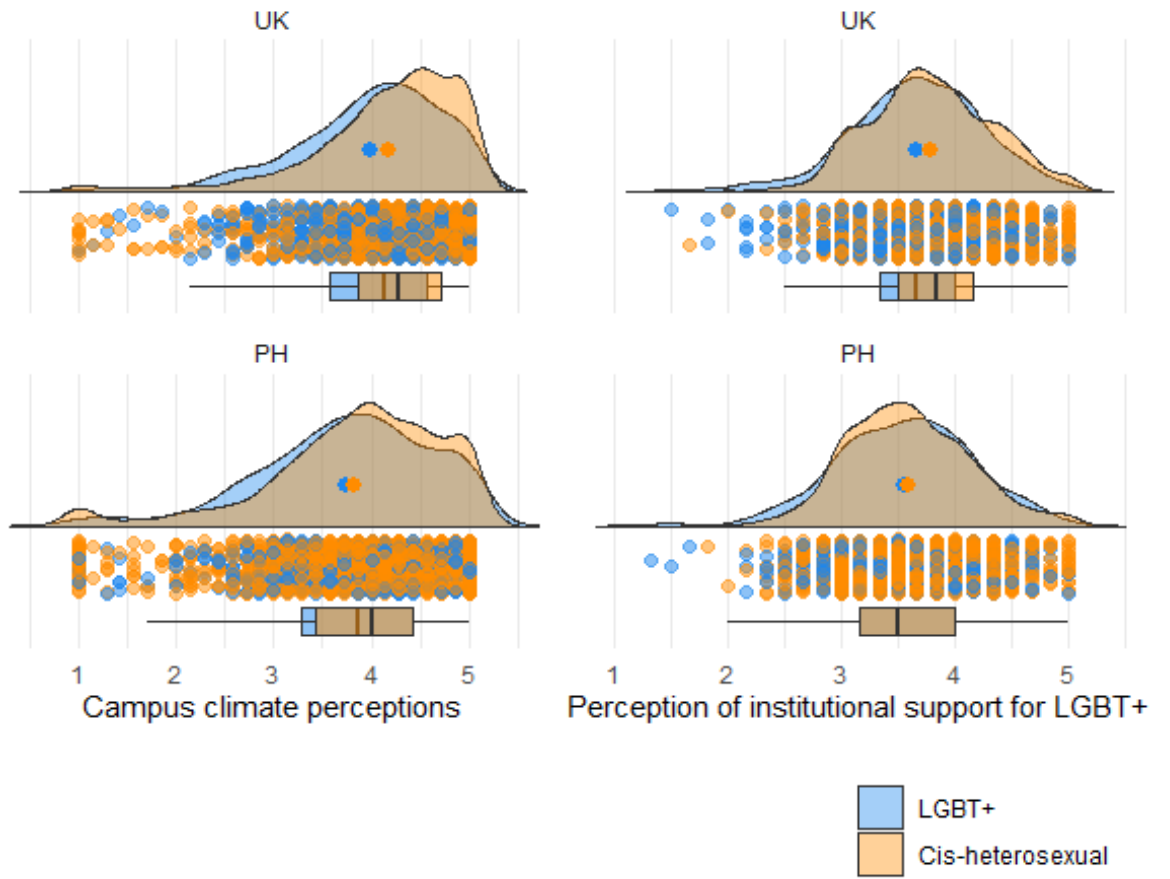 UK
UK
PH
PH
1 2 3 4 5
1 2 3 4 5
Campus climate perceptions
Perception of institutional support for LGBT+
LGBT+
Cis-heterosexual